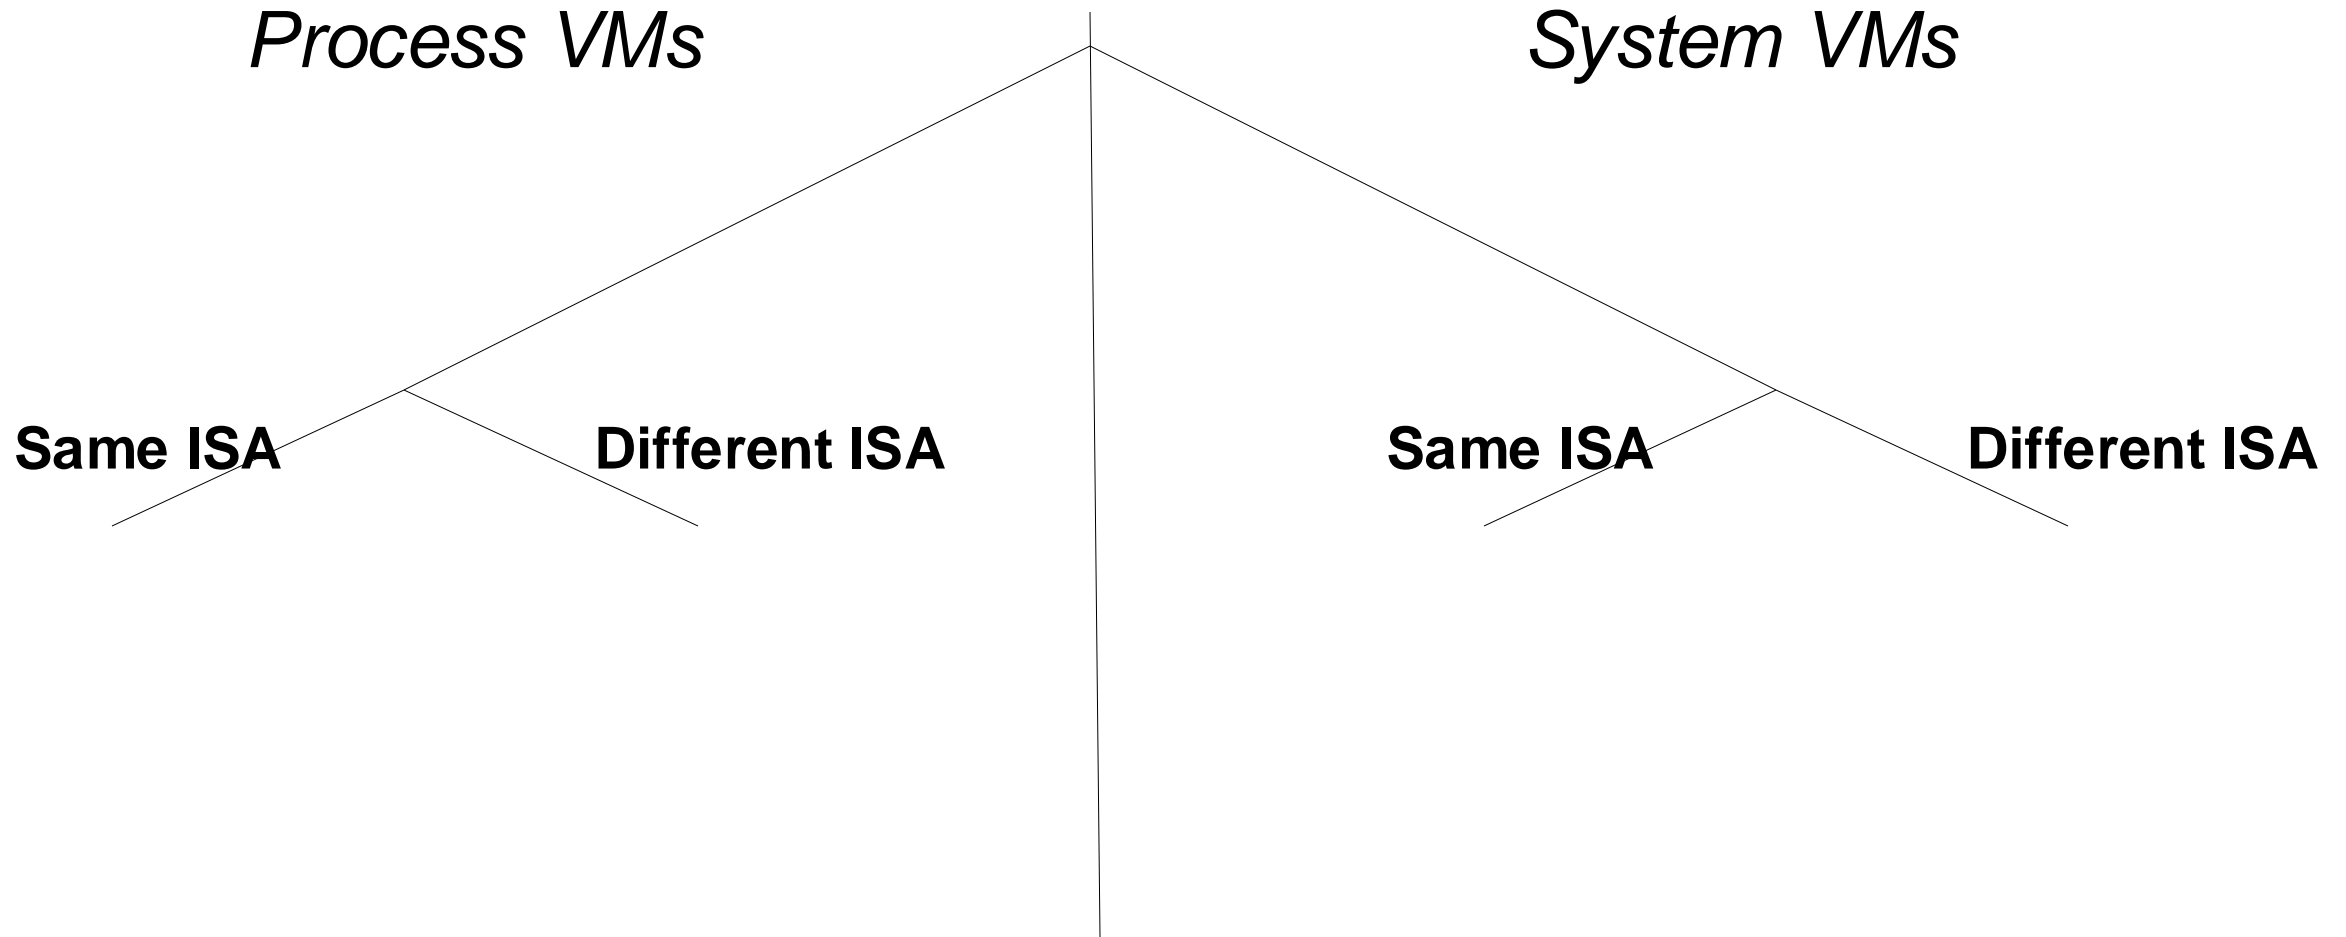 Process VMs
System VMs
Same ISA
Different ISA
Same ISA
Different ISA